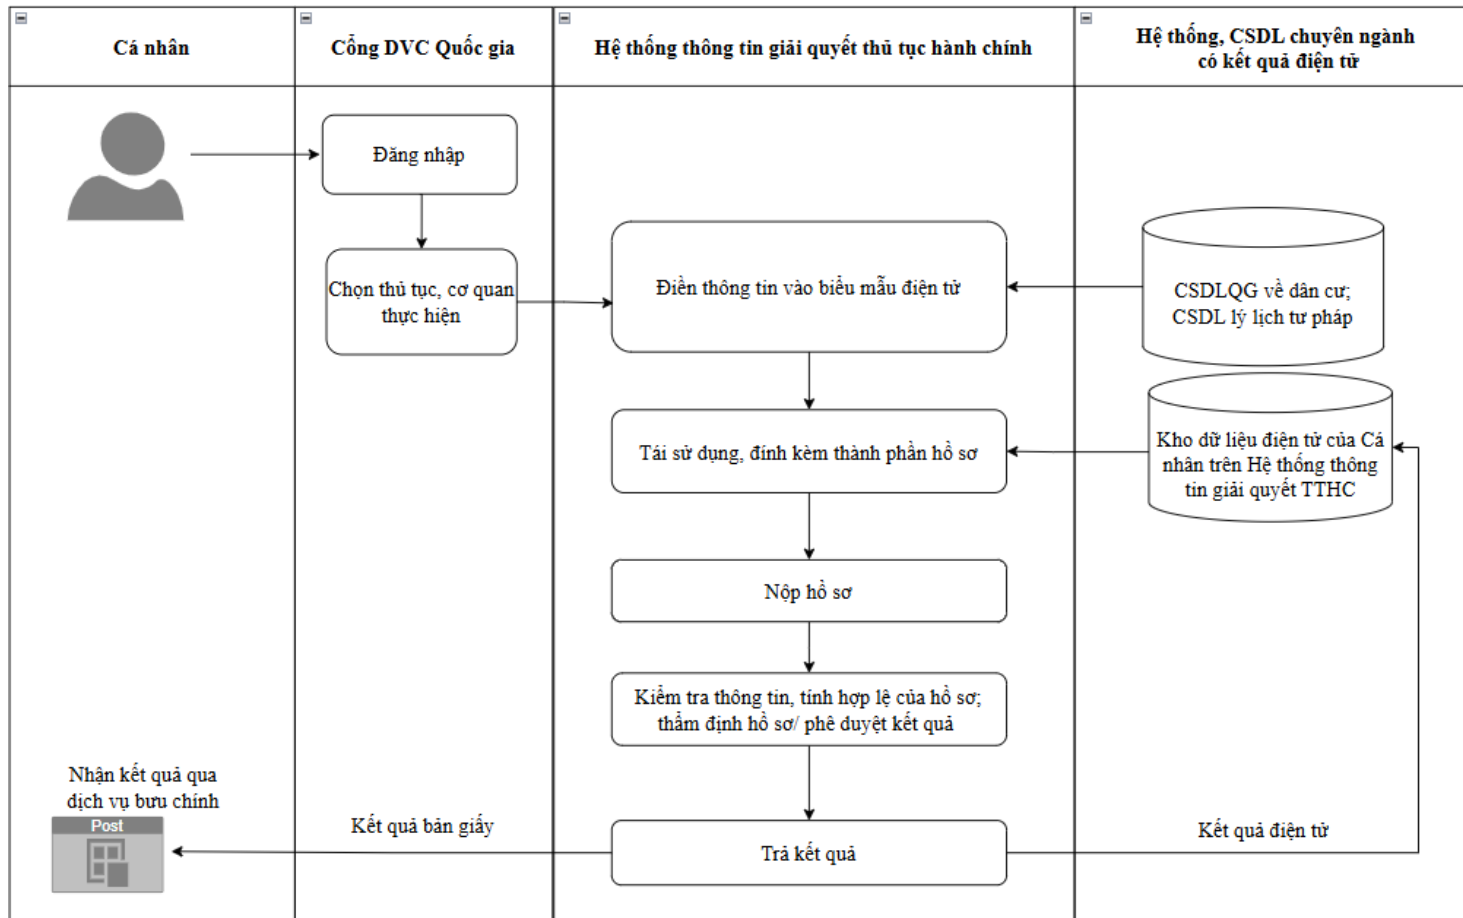 Cá nhân
Cổng DVC Quốc gia
Hệ thống thông tin giải quyết thủ tục hành chính
Hệ thống, CSDL chuyên ngành
có kết quả điện tử
Đăng nhập
Chọn thủ tục, cơ quan
thực hiện
Điền thông tin vào biểu mẫu điện tử
CSDLQG về dân cư;
CSDL lý lịch tư pháp
Tái sử dụng, đính kèm thành phần hồ sơ
Kho dữ liệu điện tử của Cá
nhân trên Hệ thống thông
tin giải quyết TTHC
Nộp hồ sơ
Kiểm tra thông tin, tính hợp lệ của hồ sơ;
thẩm định hồ sơ/ phê duyệt kết quả
Nhận kết quả qua
dịch vụ bưu chính
Post
Kết quả bản giấy
Trả kết quả
Kết quả điện tử